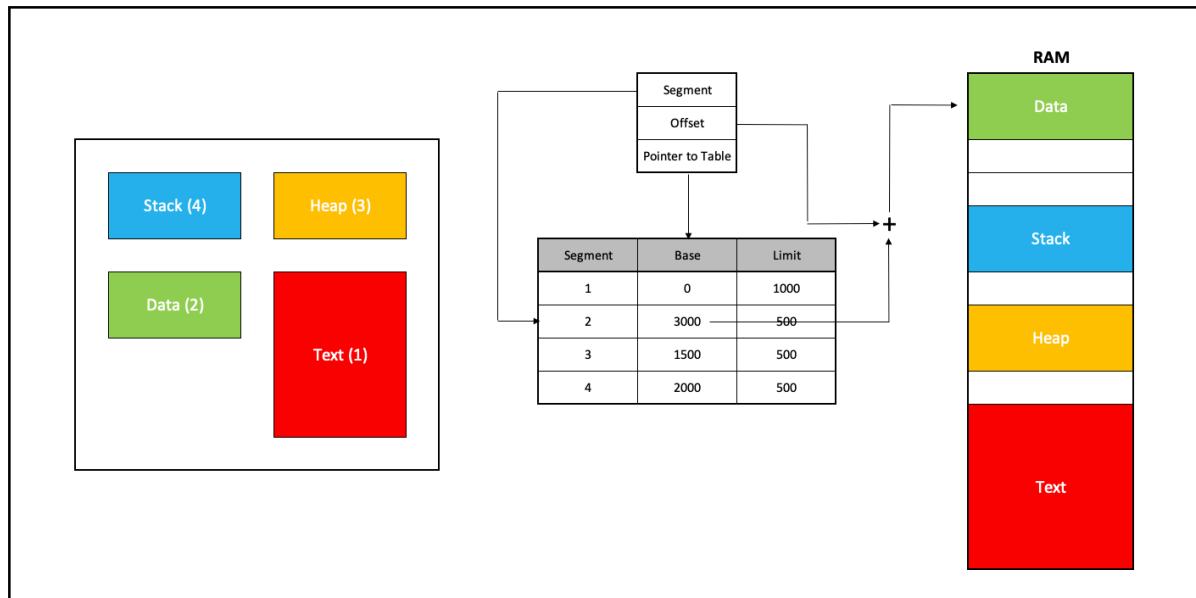 Stack (4)
Heap (3)
Data (2)
Text (1)
Segment
Offset
Pointer to Table
Segment Base Limit
1 0 1000
2 3000 500
3 1500 500
4 2000 500
+
RAM
Data
Stack
Heap
Text